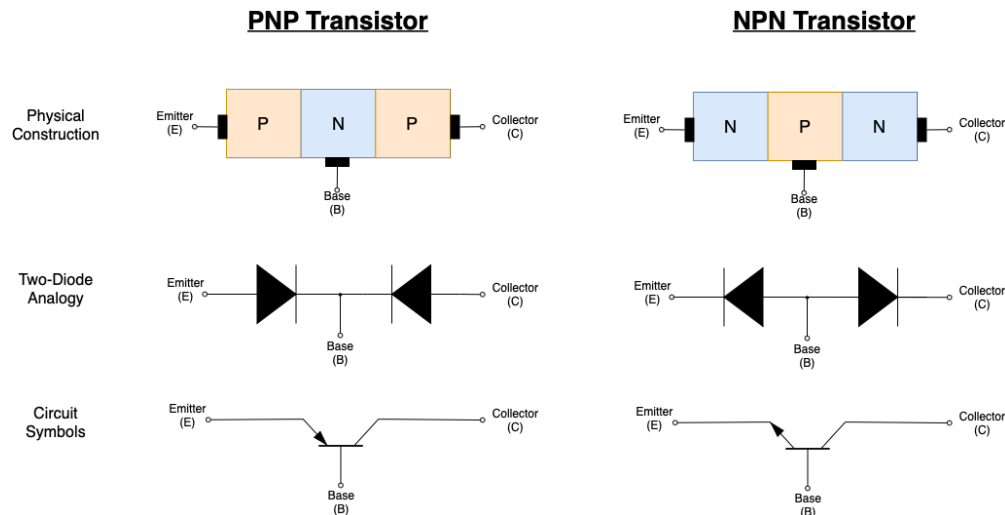 PNP Transistor
NPN Transistor
Physical
Construction
Emitter
(E)
P
N
P
Collector
(C)
Base
(B)
Emitter
(E)
N
P
N
Collector
(C)
Base
(B)
Two-Diode
Analogy
Emitter
(E)
Collector
(C)
Base
(B)
Emitter
(E)
Collector
(C)
Base
(B)
Circuit
Symbols
Emitter
(E)
Collector
(C)
Base
(B)
Emitter
(E)
Collector
(C)
Base
(B)